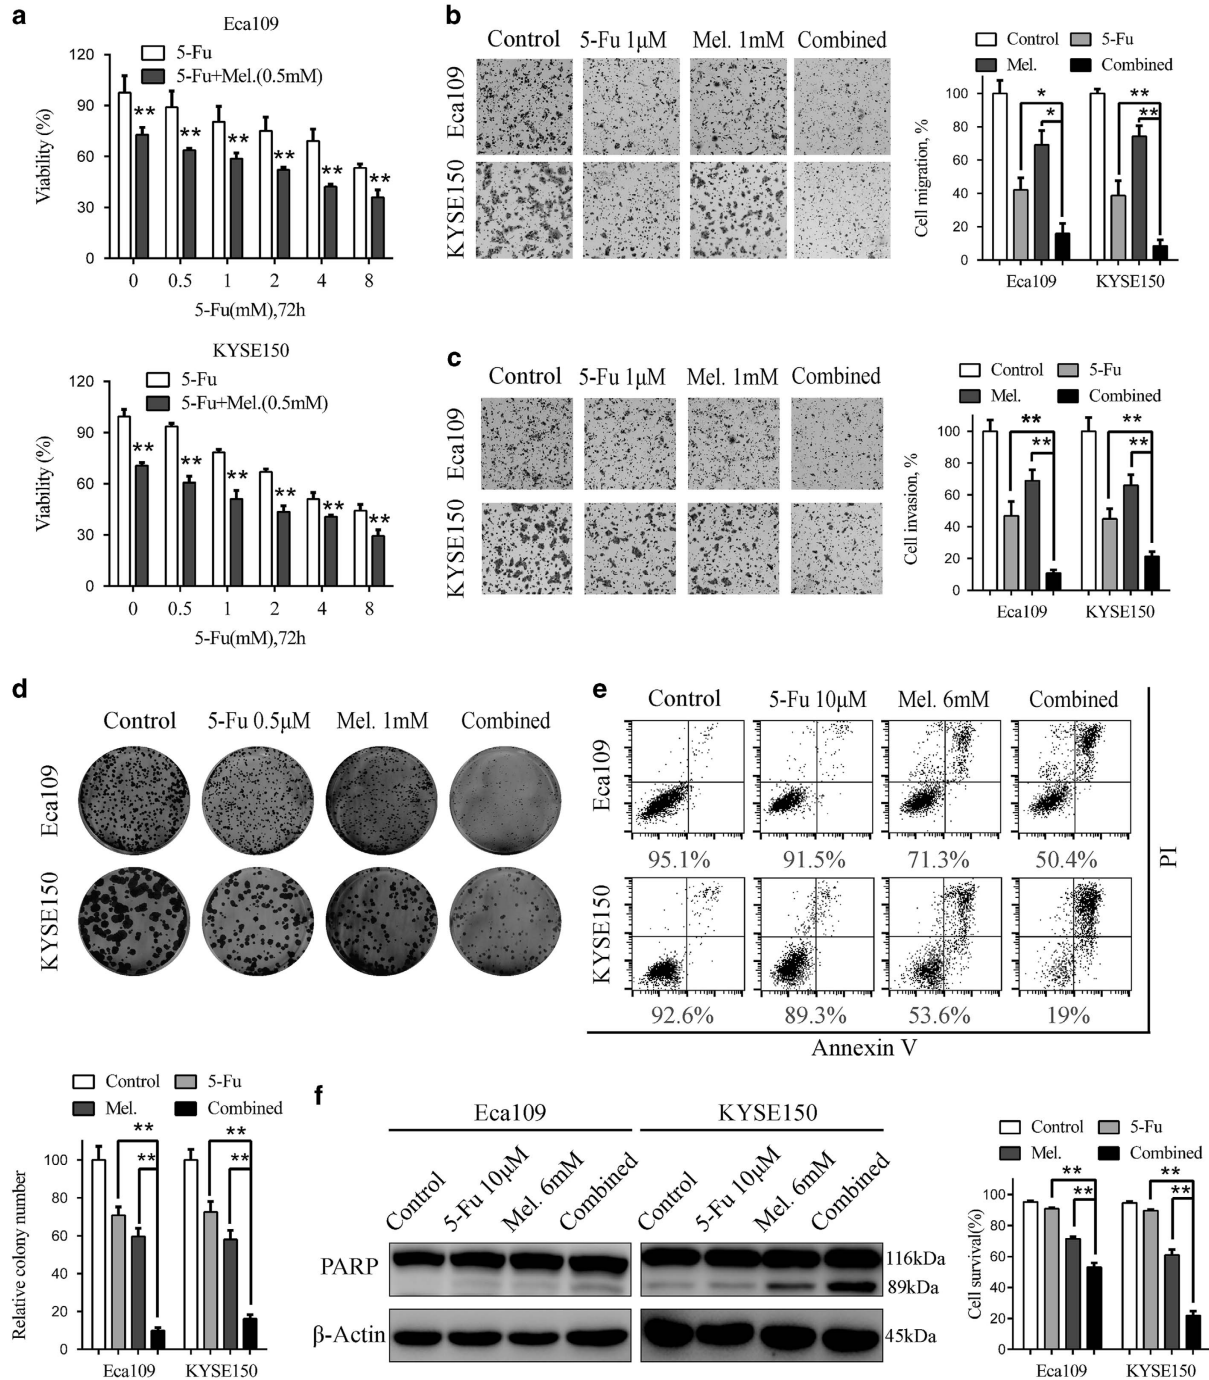 a
Eca109
5-Fu
5-Fu+Mel.(0.5mM)
120
90
60
30
0
Viability (%)
** ** ** ** ** **
0 0.5 1 2 4 8
5-Fu(mM),72h
KYSE150
5-Fu
5-Fu+Mel.(0.5mM)
120
90
60
30
0
Viability (%)
** ** ** ** ** **
0 0.5 1 2 4 8
5-Fu(mM),72h
b
Control 5-Fu 1μM Mel. 1mM Combined
Eca109
KYSE150
Control 5-Fu
Mel. Combined
* **
* **
100
80
60
40
20
0
Cell migration, %
Eca109 KYSE150
c
Control 5-Fu 1μM Mel. 1mM Combined
Eca109
KYSE150
Control 5-Fu
Mel. Combined
** **
** **
100
80
60
40
20
0
Cell invasion, %
Eca109 KYSE150
d
Control 5-Fu 0.5μM Mel. 1mM Combined
Eca109
KYSE150
Control 5-Fu
Mel. Combined
** **
** **
100
80
60
40
20
0
Relative colony number
Eca109 KYSE150
e
Control 5-Fu 10μM Mel. 6mM Combined
Eca109
95.1% 91.5% 71.3% 50.4%
KYSE150
92.6% 89.3% 53.6% 19%
PI
Annexin V
f
Eca109 KYSE150
Control 5-Fu 10μM Mel. 6mM Combined Control 5-Fu 10μM Mel. 6mM Combined
PARP
116kDa
89kDa
β-Actin
45kDa
Control 5-Fu
Mel. Combined
** **
** **
100
80
60
40
20
0
Cell survival(%)
Eca109 KYSE150